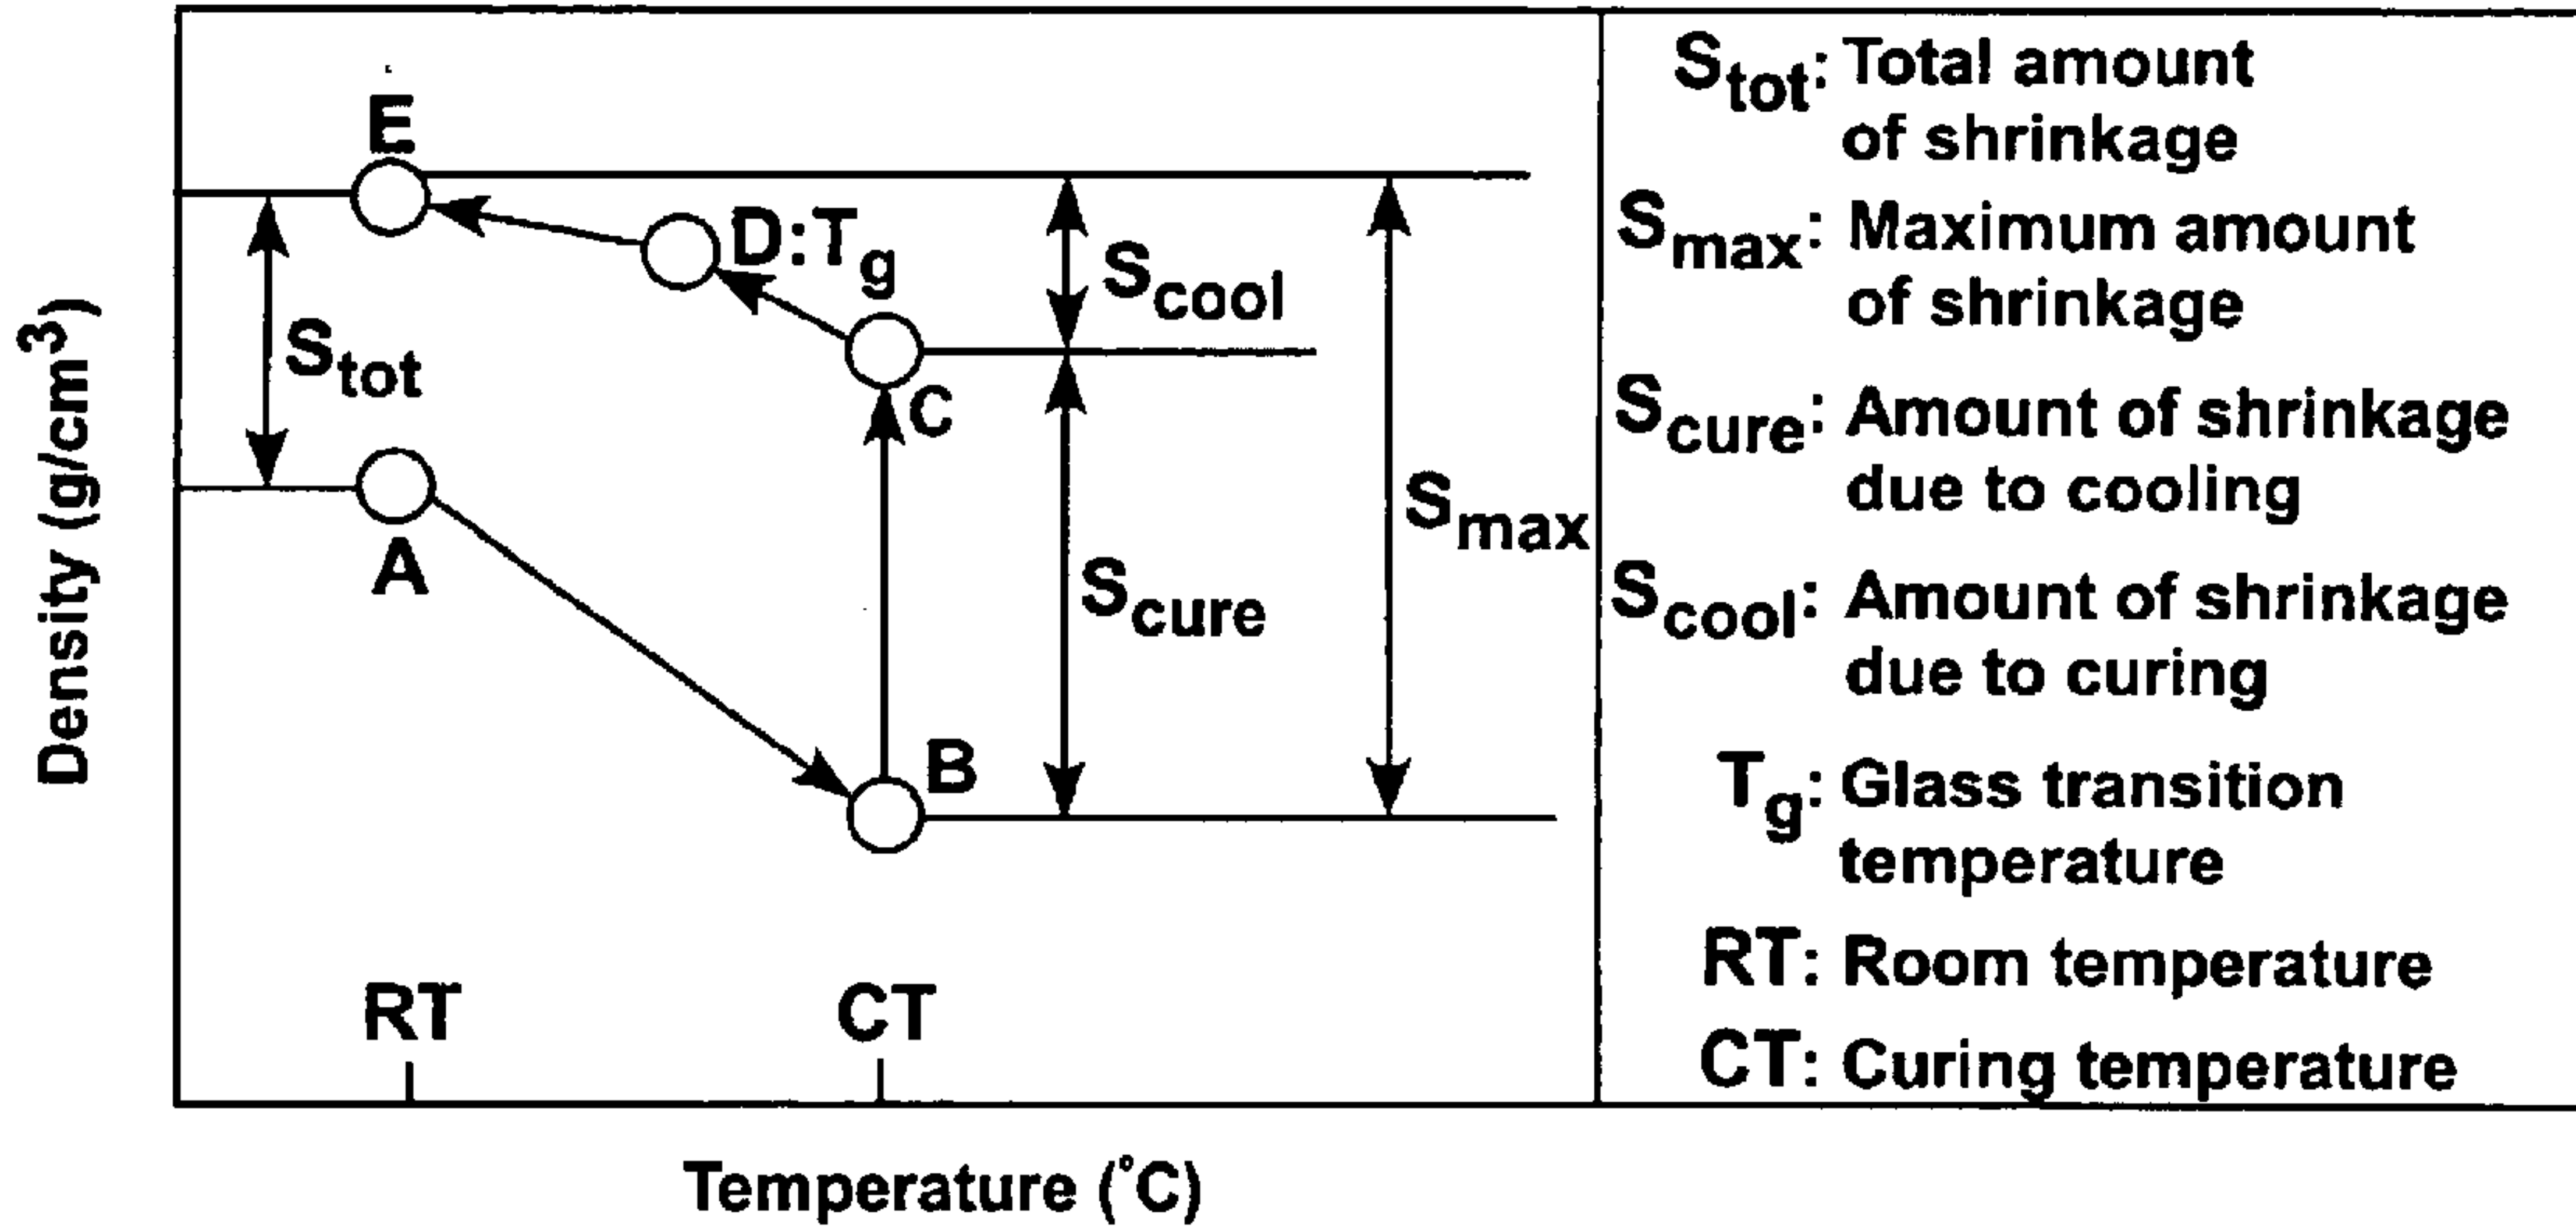 E
D:Tg
Scool
Stot
C
A
Scure
Smax
B
RT
CT
Density (g/cm3)
Temperature (°C)
Stot: Total amount
of shrinkage
Smax: Maximum amount
of shrinkage
Scure: Amount of shrinkage
due to cooling
Scool: Amount of shrinkage
due to curing
Tg: Glass transition
temperature
RT: Room temperature
CT: Curing temperature